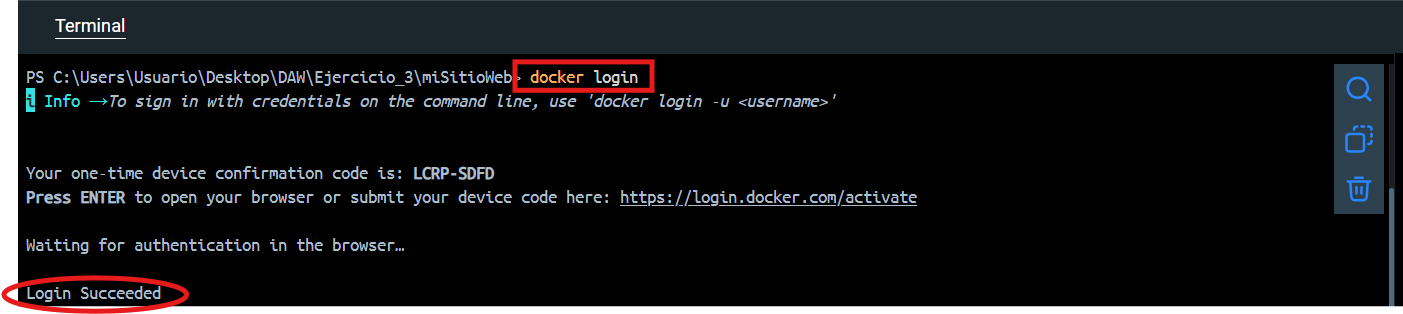 Terminal
PS C:\Users\Usuario\Desktop\DAW\Ejercicio_3\miSitioWeb> docker login
i Info →To sign in with credentials on the command line, use 'docker login -u <username>'
Your one-time device confirmation code is: LCRP-SDFD
Press ENTER to open your browser or submit your device code here: https://login.docker.com/activate
Waiting for authentication in the browser…
Login Succeeded